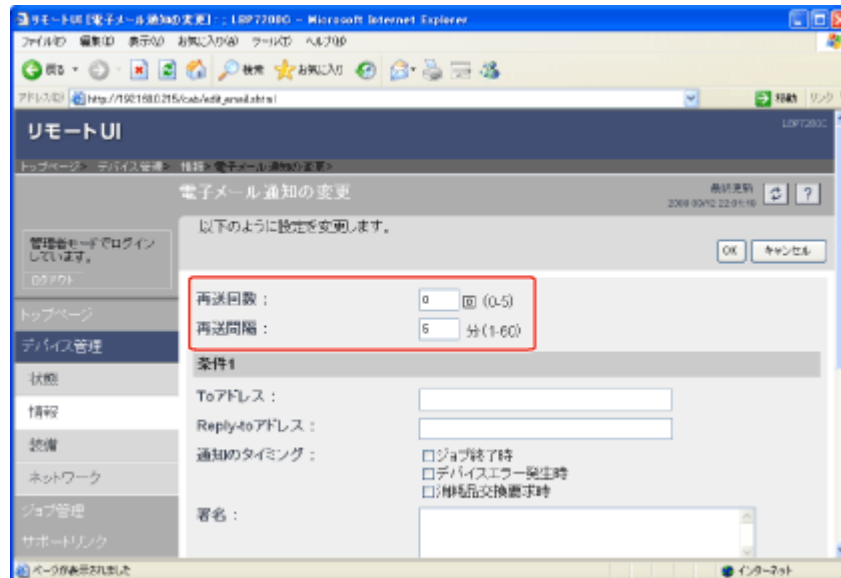 リモートUI [電子メール通知の変更] : ; LBP7200C - Microsoft Internet Explorer
ファイル(F) 編集(E) 表示(V) お気に入り(A) ツール(T) ヘルプ(H)
戻る 検索 お気に入り
アドレス(D) http://192.168.0.215/cab/edit_email.shtml 移動 リンク
リモートUI
LBP7200C
トップページ> デバイス管理> 情報> 電子メール通知の変更>
電子メール通知の変更
最終更新
以下のように設定を変更します。
管理者モードでログイン
しています。
OK キャンセル
ログアウト
再送回数 : 0 回 (0-5)
トップページ
再送間隔 : 5 分(1-60)
デバイス管理
条件1
状態
Toアドレス :
情報
Reply-toアドレス :
装備
通知のタイミング : ジョブ終了時
デバイスエラー発生時
ネットワーク
消耗品交換要求時
ジョブ管理
署名 :
サポートリンク
ページが表示されました インターネット